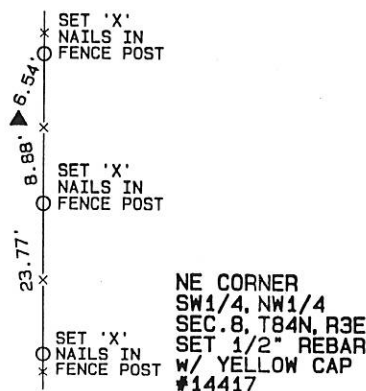 SET 'X'
NAILS IN
FENCE POST
6.54'
8.88'
SET 'X'
NAILS IN
FENCE POST
23.77'
NE CORNER
SW1/4, NW1/4
SEC.8, T84N, R3E
SET 1/2" REBAR
W/ YELLOW CAP
#14417
SET 'X'
NAILS IN
FENCE POST